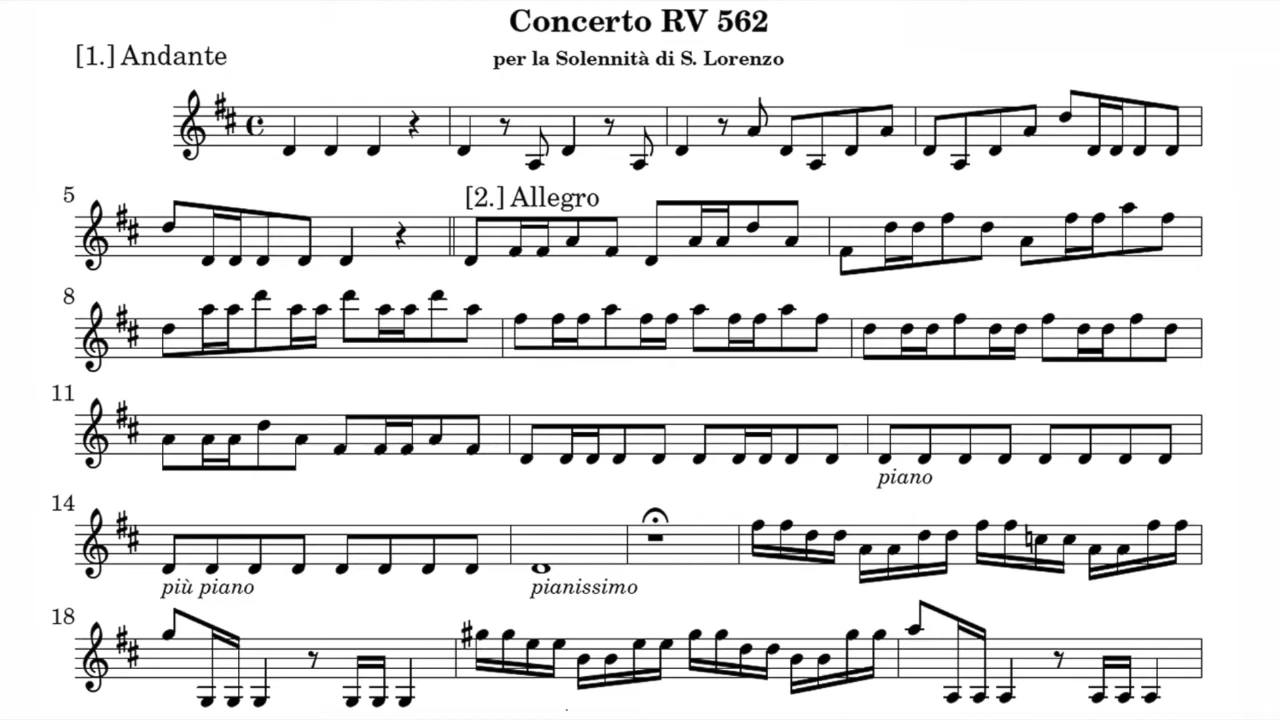 Concerto RV 562
[1.] Andante
per la Solennità di S. Lorenzo
5
[2.] Allegro
8
11
piano
14
più piano
pianissimo
18